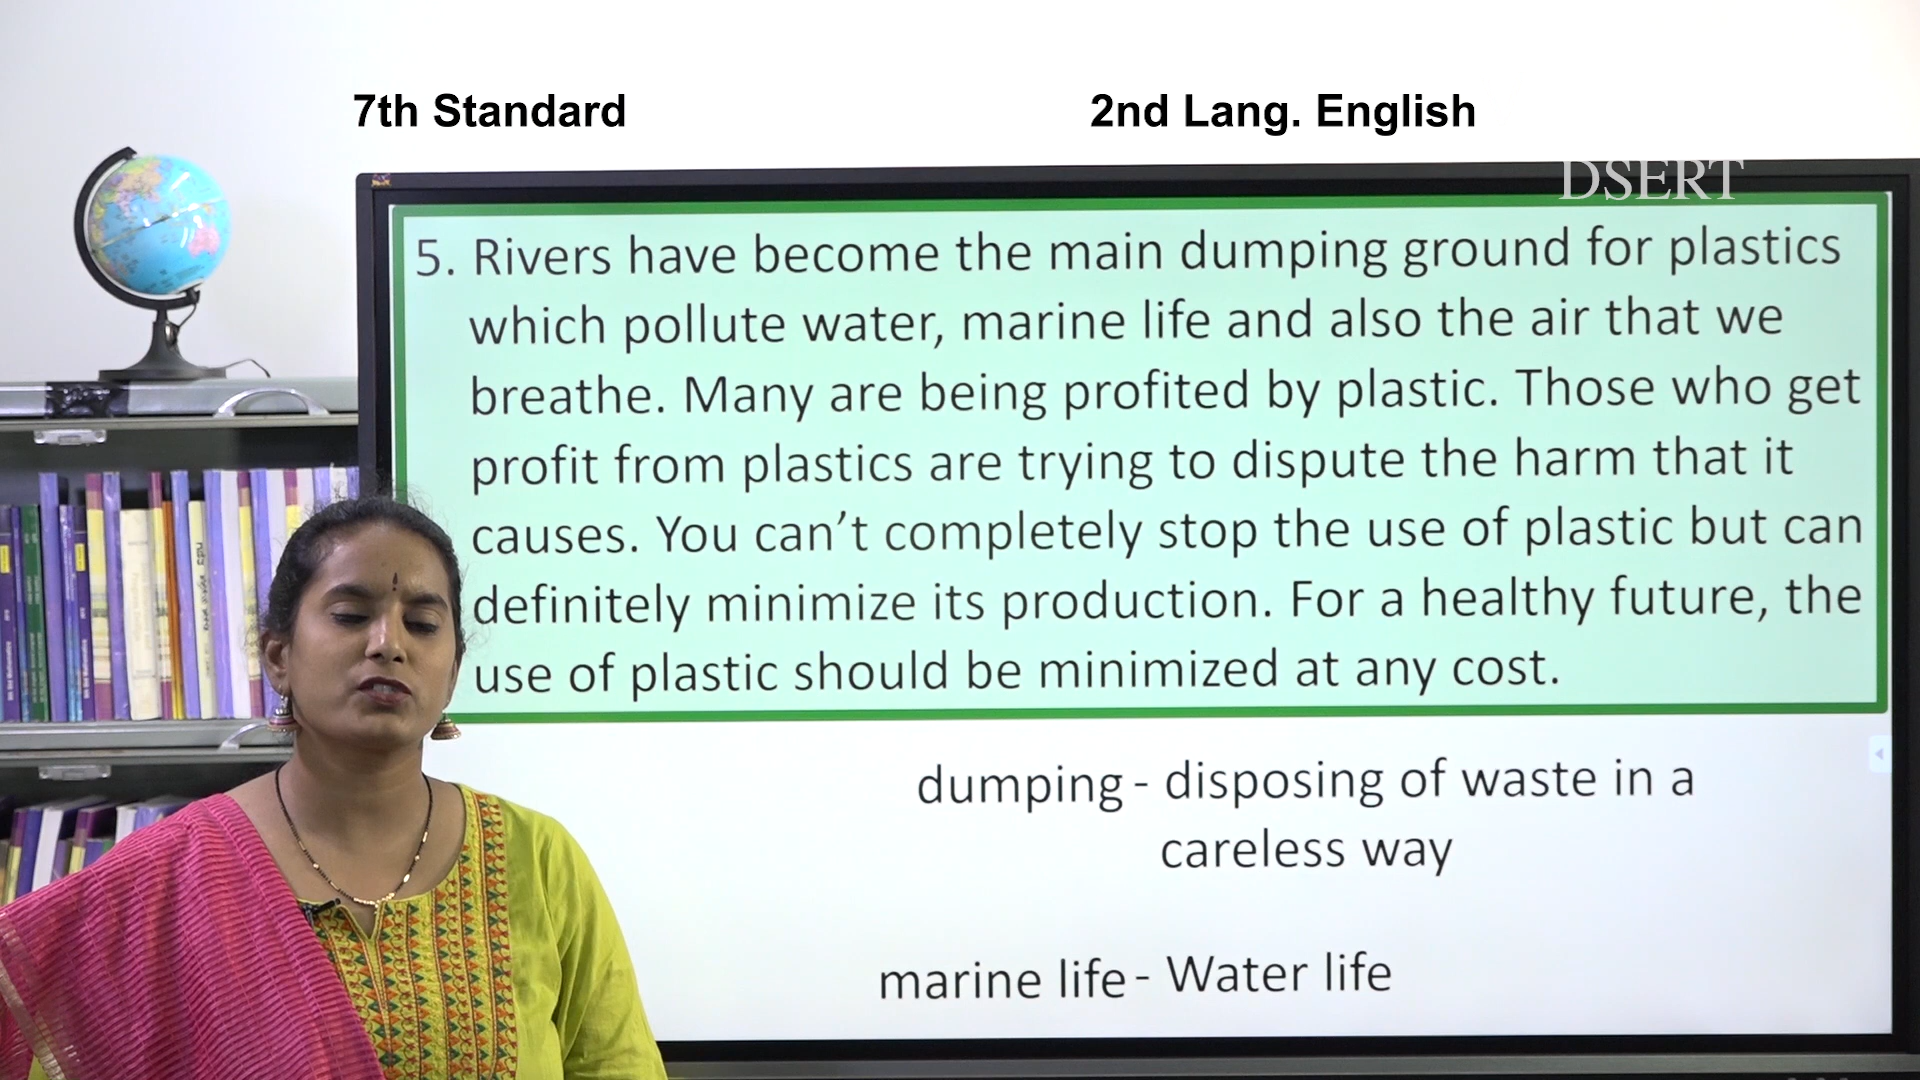 7th Standard
2nd Lang. English
DSERT
5. Rivers have become the main dumping ground for plastics
which pollute water, marine life and also the air that we
breathe. Many are being profited by plastic. Those who get
profit from plastics are trying to dispute the harm that it
causes. You can’t completely stop the use of plastic but can
definitely minimize its production. For a healthy future, the
use of plastic should be minimized at any cost.
dumping - disposing of waste in a
careless way
marine life - Water life